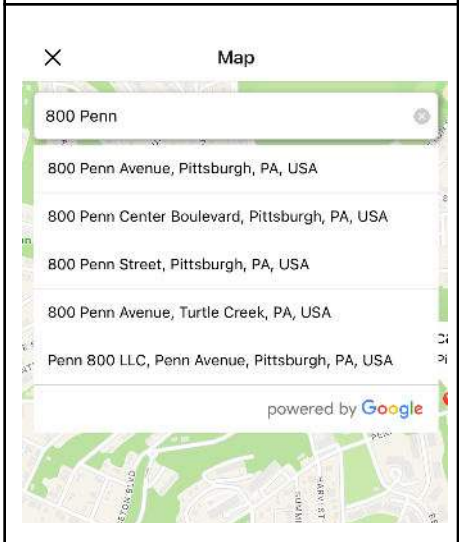 Map
800 Penn
800 Penn Avenue, Pittsburgh, PA, USA
800 Penn Center Boulevard, Pittsburgh, PA, USA
800 Penn Street, Pittsburgh, PA, USA
800 Penn Avenue, Turtle Creek, PA, USA
Penn 800 LLC, Penn Avenue, Pittsburgh, PA, USA
powered by Google
HARVI ST